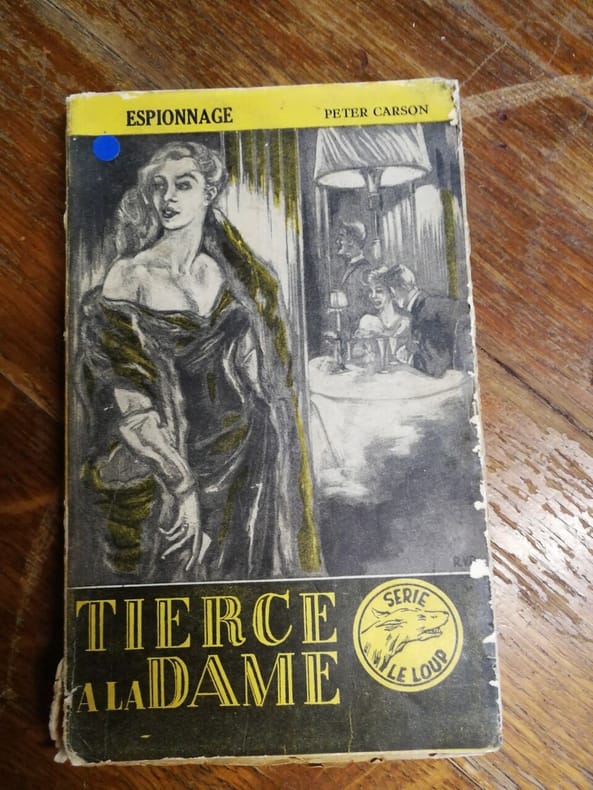 ESPIONNAGE PETER CARSON
TIERCE
A LA DAME
SERIE
LE LOUP